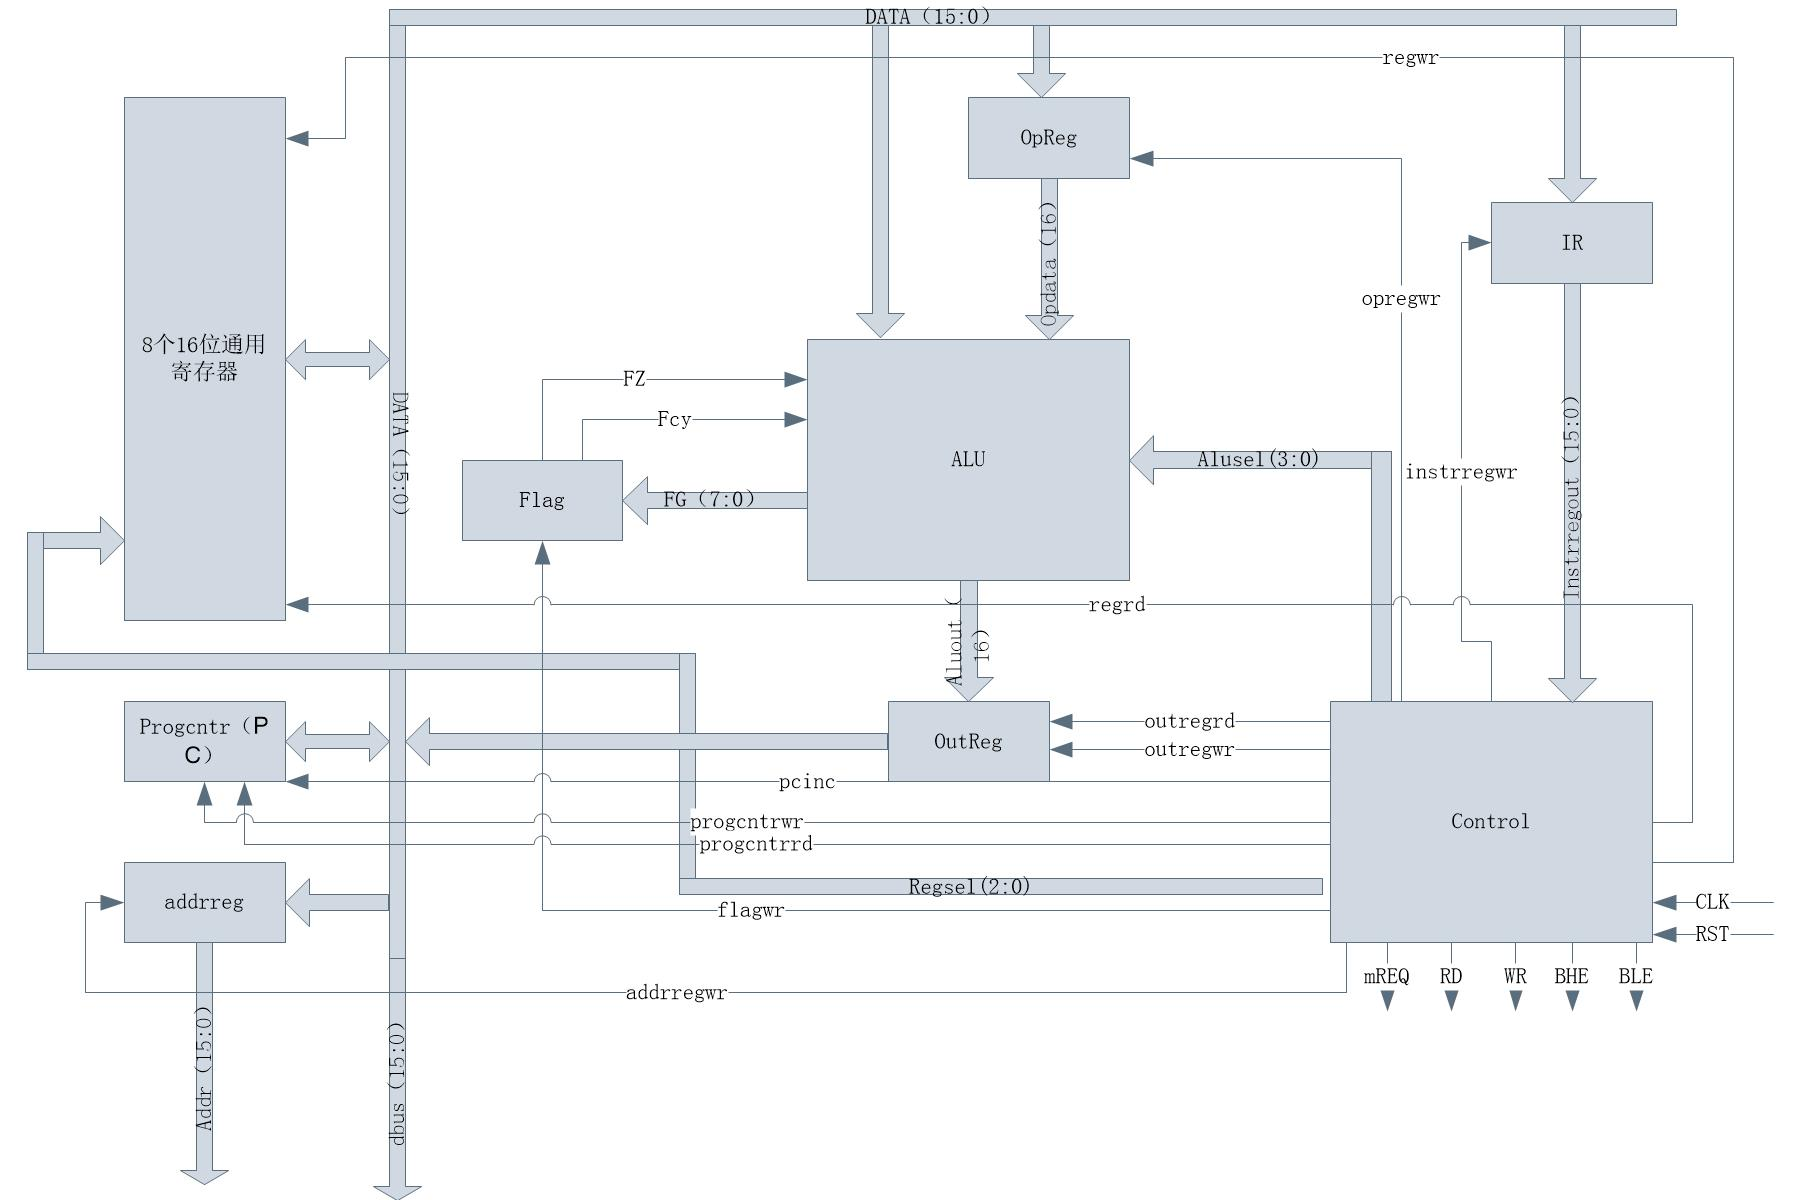 DATA（15:0）
regwr
OpReg
IR
Opdata（16）
opregwr
8个16位通用
寄存器
FZ
Fcy
DATA（15:0）
ALU
Alusel(3:0)
instrregwr
Instrregout（15:0）
Flag
FG（7:0）
regrd
Aluout（
16）
Progcntr（P
C）
OutReg
outregrd
outregwr
pcinc
progcntrwr
Control
progcntrrd
Regsel(2:0)
addrreg
flagwr
CLK
RST
mREQ
RD
WR
BHE
BLE
addrregwr
Addr（15:0）
dbus（15:0）